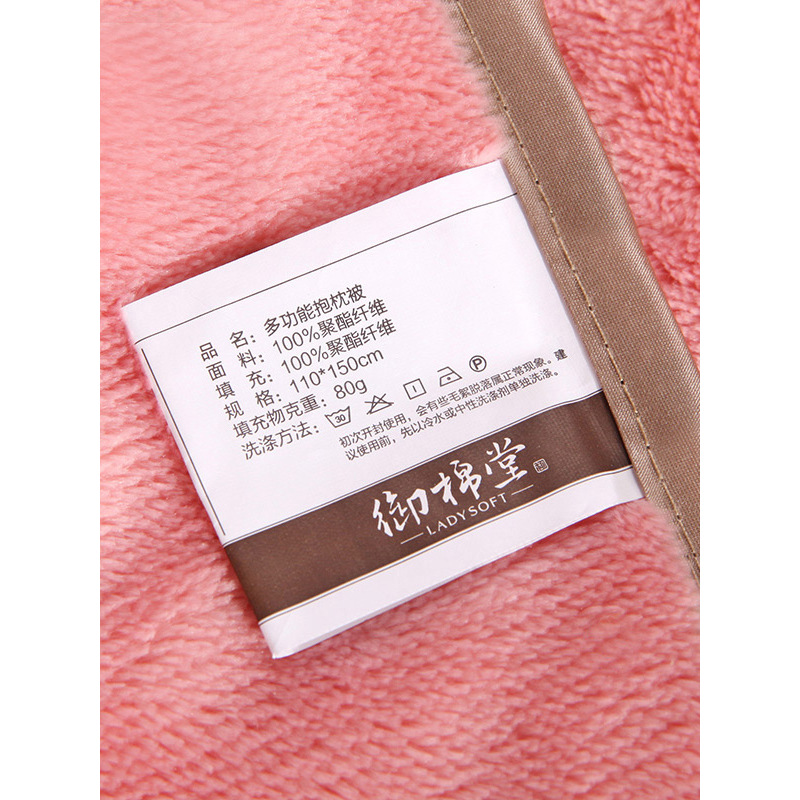 品 名：多功能抱枕被
面 料：100%聚酯纤维
填 充：100%聚酯纤维
规 格：110*150cm
填充物克重：80g
洗涤方法：30 P
初次开封使用，会有些毛絮脱落属正常现象。建
议使用前，先以冷水或中性洗涤剂单独洗涤。
御棉堂
LADYSOFT